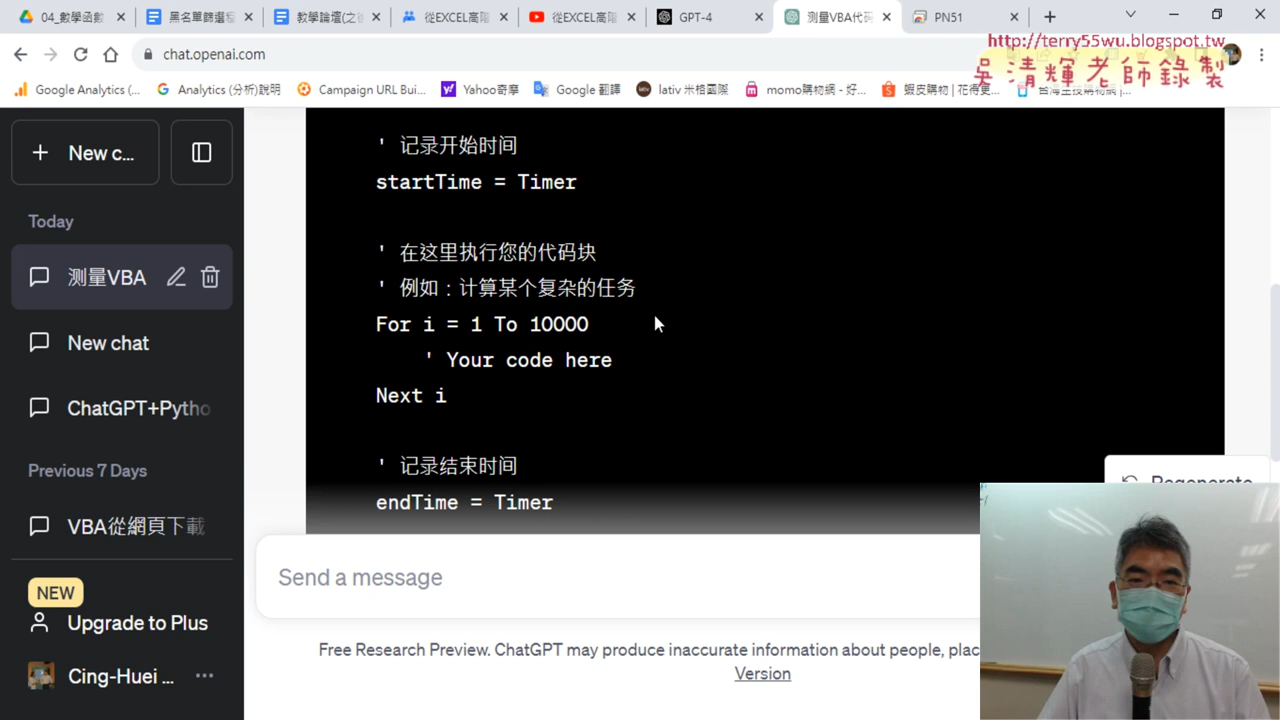 04_數學函數
黑名單篩選程
教學論壇(之後
從EXCEL高階
從EXCEL高階
GPT-4
測量VBA代码
PN51
http://terry55wu.blogspot.tw
吳清輝老師錄製
chat.openai.com
Google Analytics (...
Analytics (分析)說明
Campaign URL Bui...
Yahoo奇摩
Google 翻譯
lativ 米格國際
momo購物網 - 好...
蝦皮購物 | 花得更...
New c...
Today
测量VBA
New chat
ChatGPT+Pytho
Previous 7 Days
VBA從網頁下載
NEW
Upgrade to Plus
Cing-Huei ...
' 记录开始时间
startTime = Timer
' 在这里执行您的代码块
' 例如：计算某个复杂的任务
For i = 1 To 10000
' Your code here
Next i
' 记录结束时间
endTime = Timer
Regenerate
Send a message
Free Research Preview. ChatGPT may produce inaccurate information about people, plac
Version